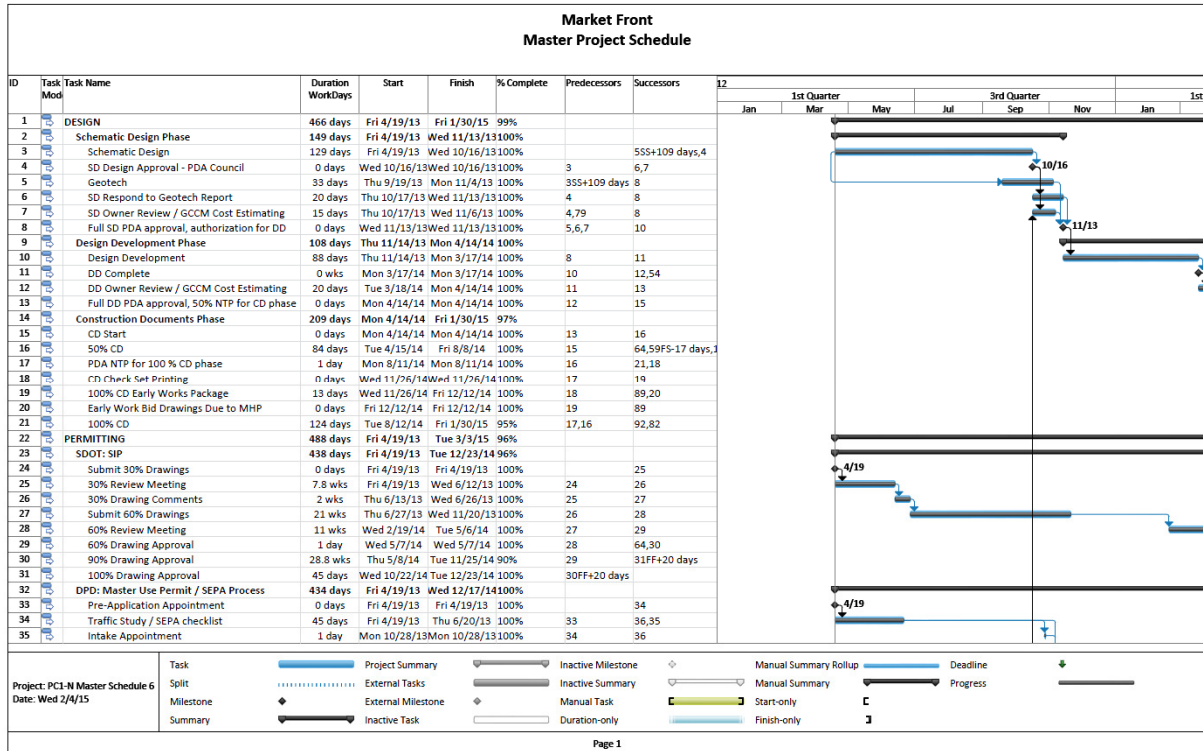 Market Front
Master Project Schedule
ID Task Mod Task Name Duration WorkDays Start Finish % Complete Predecessors Successors 12
1st Quarter 3rd Quarter 1st
Jan Mar May Jul Sep Nov Jan
1 DESIGN 466 days Fri 4/19/13 Fri 1/30/15 99%
2 Schematic Design Phase 149 days Fri 4/19/13 Wed 11/13/13 100%
3 Schematic Design 129 days Fri 4/19/13 Wed 10/16/13 100% 5SS+109 days,4
4 SD Design Approval - PDA Council 0 days Wed 10/16/13 Wed 10/16/13 100% 3 6,7 10/16
5 Geotech 33 days Thu 9/19/13 Mon 11/4/13 100% 3SS+109 days 8
6 SD Respond to Geotech Report 20 days Thu 10/17/13 Wed 11/13/13 100% 4 8
7 SD Owner Review / GCCM Cost Estimating 15 days Thu 10/17/13 Wed 11/6/13 100% 4,79 8
8 Full SD PDA approval, authorization for DD 0 days Wed 11/13/13 Wed 11/13/13 100% 5,6,7 10 11/13
9 Design Development Phase 108 days Thu 11/14/13 Mon 4/14/14 100%
10 Design Development 88 days Thu 11/14/13 Mon 3/17/14 100% 8 11
11 DD Complete 0 wks Mon 3/17/14 Mon 3/17/14 100% 10 12,54
12 DD Owner Review / GCCM Cost Estimating 20 days Tue 3/18/14 Mon 4/14/14 100% 11 13
13 Full DD PDA approval, 50% NTP for CD phase 0 days Mon 4/14/14 Mon 4/14/14 100% 12 15
14 Construction Documents Phase 209 days Mon 4/14/14 Fri 1/30/15 97%
15 CD Start 0 days Mon 4/14/14 Mon 4/14/14 100% 13 16
16 50% CD 84 days Tue 4/15/14 Fri 8/8/14 100% 15 64,59FS-17 days,1
17 PDA NTP for 100 % CD phase 1 day Mon 8/11/14 Mon 8/11/14 100% 16 21,18
18 CD Check Set Printing 0 days Wed 11/26/14 Wed 11/26/14 100% 17 19
19 100% CD Early Works Package 13 days Wed 11/26/14 Fri 12/12/14 100% 18 89,20
20 Early Work Bid Drawings Due to MHP 0 days Fri 12/12/14 Fri 12/12/14 100% 19 89
21 100% CD 124 days Tue 8/12/14 Fri 1/30/15 95% 17,16 92,82
22 PERMITTING 488 days Fri 4/19/13 Tue 3/3/15 96%
23 SDOT: SIP 438 days Fri 4/19/13 Tue 12/23/14 96%
24 Submit 30% Drawings 0 days Fri 4/19/13 Fri 4/19/13 100% 25 4/19
25 30% Review Meeting 7.8 wks Fri 4/19/13 Wed 6/12/13 100% 24 26
26 30% Drawing Comments 2 wks Thu 6/13/13 Wed 6/26/13 100% 25 27
27 Submit 60% Drawings 21 wks Thu 6/27/13 Wed 11/20/13 100% 26 28
28 60% Review Meeting 11 wks Wed 2/19/14 Tue 5/6/14 100% 27 29
29 60% Drawing Approval 1 day Wed 5/7/14 Wed 5/7/14 100% 28 64,30
30 90% Drawing Approval 28.8 wks Thu 5/8/14 Tue 11/25/14 90% 29 31FF+20 days
31 100% Drawing Approval 45 days Wed 10/22/14 Tue 12/23/14 100% 30FF+20 days
32 DPD: Master Use Permit / SEPA Process 434 days Fri 4/19/13 Wed 12/17/14 100%
33 Pre-Application Appointment 0 days Fri 4/19/13 Fri 4/19/13 100% 34 4/19
34 Traffic Study / SEPA checklist 45 days Fri 4/19/13 Thu 6/20/13 100% 33 36,35
35 Intake Appointment 1 day Mon 10/28/13 Mon 10/28/13 100% 34 36
Project: PC1-N Master Schedule 6
Date: Wed 2/4/15
Task Project Summary Inactive Milestone Manual Summary Rollup Deadline
Split External Tasks Inactive Summary Manual Summary Progress
Milestone External Milestone Manual Task Start-only
Summary Inactive Task Duration-only Finish-only
Page 1